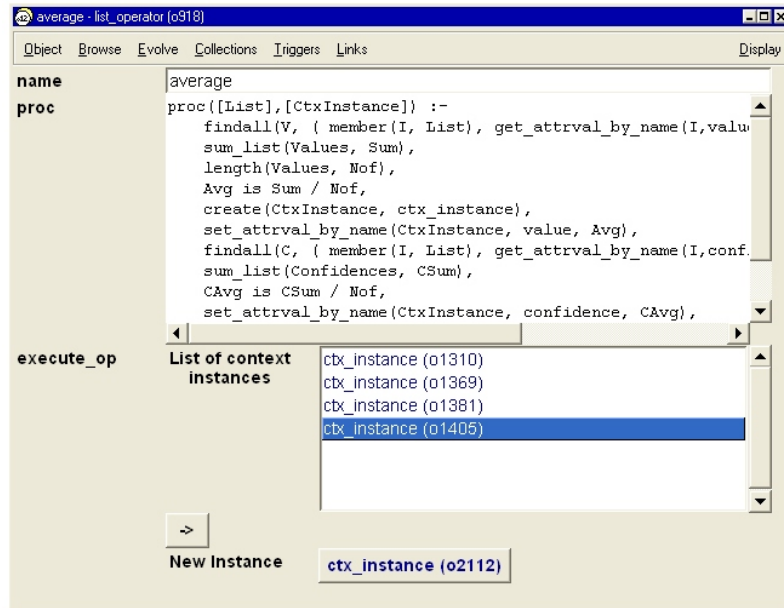 average - list_operator (o918)
Object Browse Evolve Collections Triggers Links Display
name average
proc
proc([List],[CtxInstance]) :-
findall(V, ( member(I, List), get_attrval_by_name(I,valu
sum_list(Values, Sum),
length(Values, Nof),
Avg is Sum / Nof,
create(CtxInstance, ctx_instance),
set_attrval_by_name(CtxInstance, value, Avg),
findall(C, ( member(I, List), get_attrval_by_name(I,conf
sum_list(Confidences, CSum),
CAvg is CSum / Nof,
set_attrval_by_name(CtxInstance, confidence, CAvg),
execute_op
List of context
instances
ctx_instance (o1310)
ctx_instance (o1369)
ctx_instance (o1381)
ctx_instance (o1405)
->
New Instance ctx_instance (o2112)